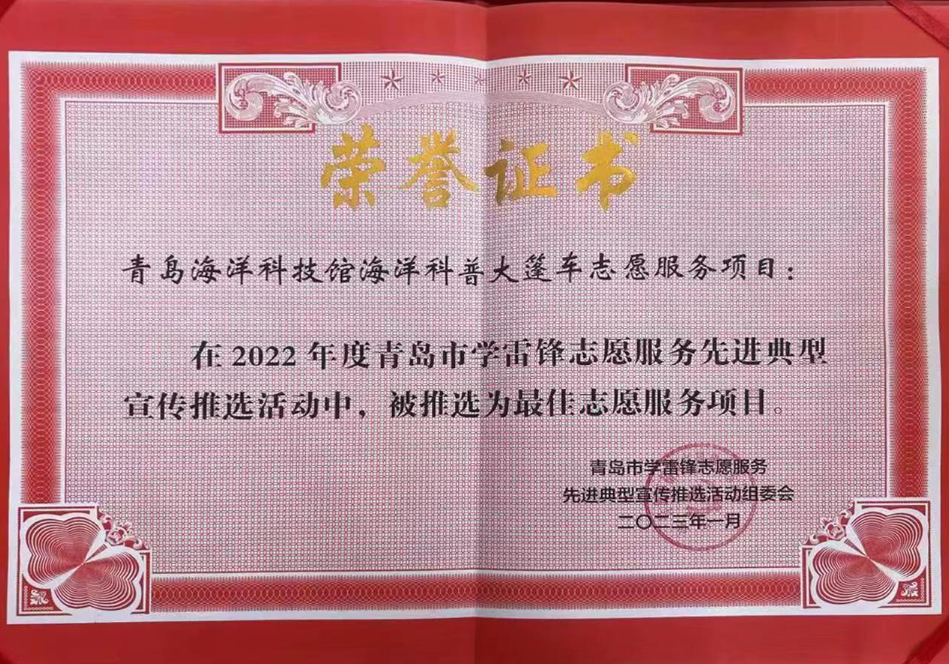 荣誉证书
青岛海洋科技馆海洋科普大篷车志愿服务项目：
在2022年度青岛市学雷锋志愿服务先进典型
宣传推选活动中，被推选为最佳志愿服务项目。
青岛市学雷锋志愿服务
先进典型宣传推选活动组委会
二〇二三年一月